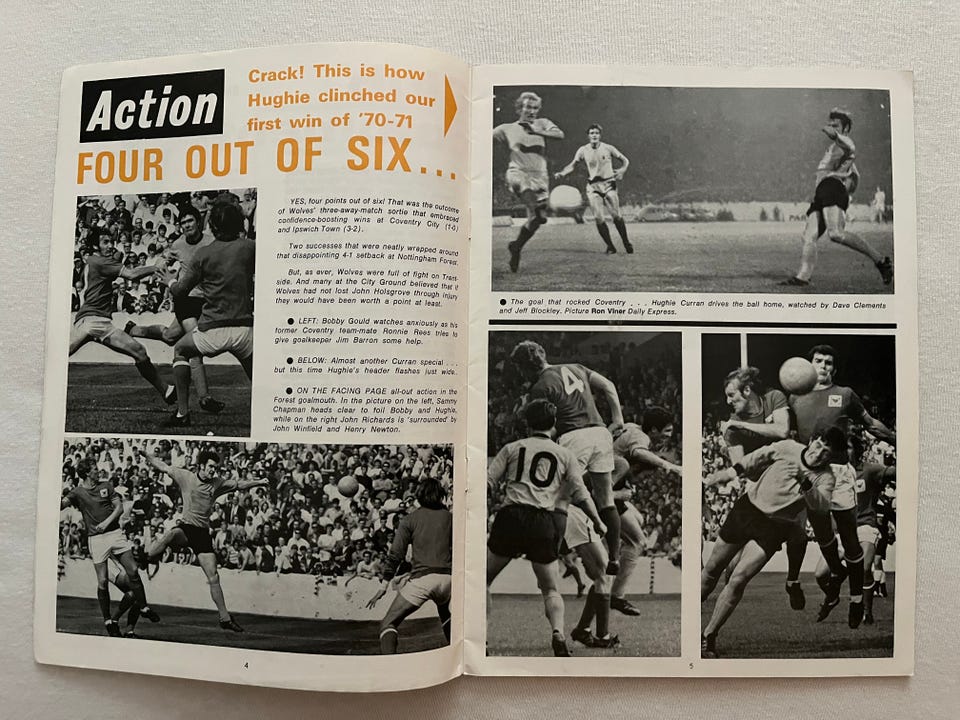 Action
Crack! This is how
Hughie clinched our
first win of '70-71
FOUR OUT OF SIX...
YES, four points out of six! That was the outcome
of Wolves' three-away-match sortie that embraced
confidence-boosting wins at Coventry City (1-0)
and Ipswich Town (3-2).
Two successes that were neatly wrapped around
that disappointing 4-1 setback at Nottingham Forest.
But, as ever, Wolves were full of fight on Trent-
side. And many at the City Ground believed that if
Wolves had not lost John Holsgrove through injury
they would have been worth a point at least.
● LEFT: Bobby Gould watches anxiously as his
former Coventry team-mate Ronnie Rees tries to
give goalkeeper Jim Barron some help.
● BELOW: Almost another Curran special . . .
but this time Hughie's header flashes just wide.
● ON THE FACING PAGE all-out action in the
Forest goalmouth. In the picture on the left, Sammy
Chapman heads clear to foil Bobby and Hughie,
while on the right John Richards is 'surrounded' by
John Winfield and Henry Newton.
4
● The goal that rocked Coventry . . . Hughie Curran drives the ball home, watched by Dave Clements
and Jeff Blockley. Picture Ron Viner Daily Express.
4
10
5